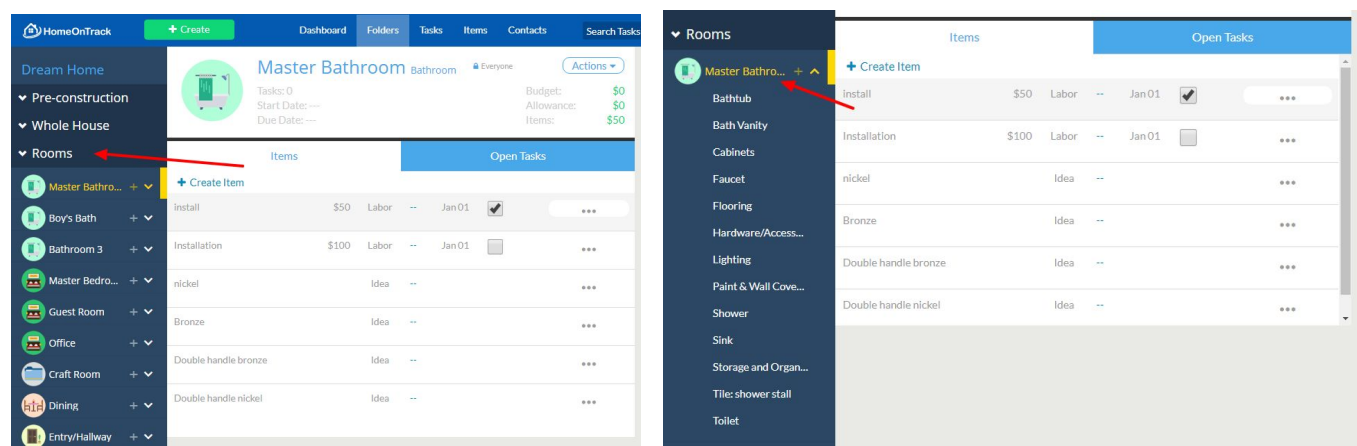 HomeOnTrack + Create Dashboard Folders Tasks Items Contacts Search Tasks
Dream Home
Pre-construction
Whole House
Rooms
Master Bathro... +
Boy's Bath +
Bathroom 3 +
Master Bedro... +
Guest Room +
Office +
Craft Room +
Dining +
Entry/Hallway +
Master Bathroom Bathroom Everyone Actions
Tasks: 0 Budget: $0
Start Date: --- Allowance: $0
Due Date: --- Items: $50
Items Open Tasks
+ Create Item
install $50 Labor -- Jan 01 ...
Installation $100 Labor -- Jan 01 ...
nickel Idea -- ...
Bronze Idea -- ...
Double handle bronze Idea -- ...
Double handle nickel Idea -- ...
Rooms
Master Bathro... +
Bathtub
Bath Vanity
Cabinets
Faucet
Flooring
Hardware/Access...
Lighting
Paint & Wall Cove...
Shower
Sink
Storage and Organ...
Tile: shower stall
Toilet
Items Open Tasks
+ Create Item
install $50 Labor -- Jan 01 ...
Installation $100 Labor -- Jan 01 ...
nickel Idea -- ...
Bronze Idea -- ...
Double handle bronze Idea -- ...
Double handle nickel Idea -- ...